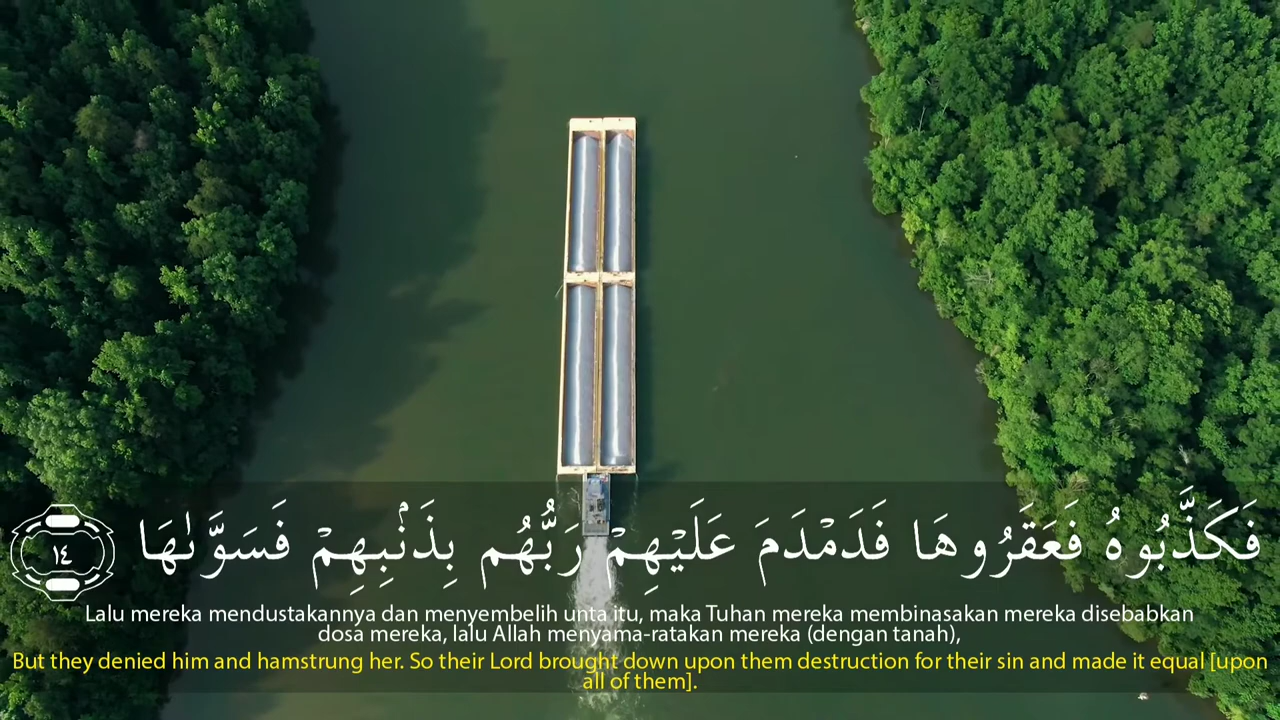 فَكَذَّبُوهُ فَعَقَرُوهَا فَدَمْدَمَ عَلَيْهِمْ رَبُّهُم بِذَنۢبِهِمْ فَسَوَّىٰهَا ١٤
Lalu mereka mendustakannya dan menyembelih unta itu, maka Tuhan mereka membinasakan mereka disebabkan
dosa mereka, lalu Allah menyama-ratakan mereka (dengan tanah),
But they denied him and hamstrung her. So their Lord brought down upon them destruction for their sin and made it equal [upon
all of them].